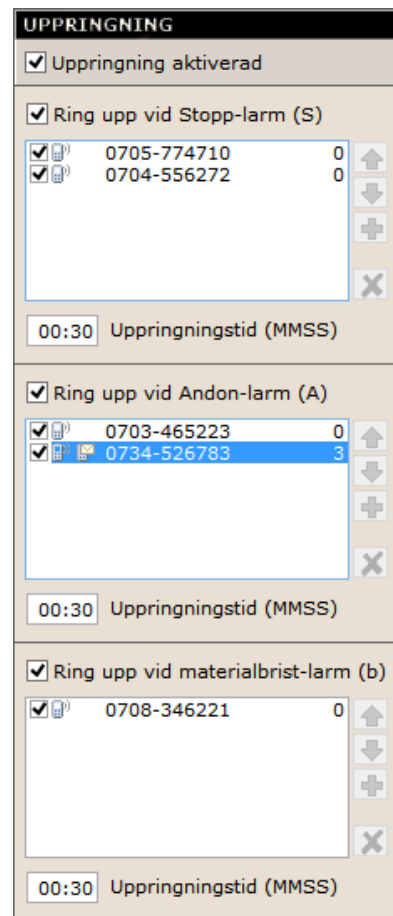 UPPRINGNING
Uppringning aktiverad
Ring upp vid Stopp-larm (S)
0705-774710 0
0704-556272 0
00:30 Uppringningstid (MMSS)
Ring upp vid Andon-larm (A)
0703-465223 0
0734-526783 3
00:30 Uppringningstid (MMSS)
Ring upp vid materialbrist-larm (b)
0708-346221 0
00:30 Uppringningstid (MMSS)